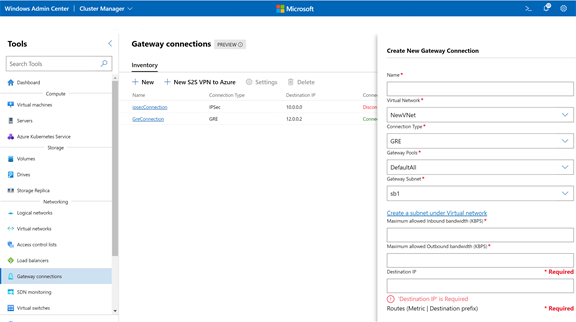 Windows Admin Center | Cluster Manager
Microsoft
Tools
Search Tools
Dashboard
Compute
Virtual machines
Servers
Azure Kubernetes Service
Storage
Volumes
Drives
Storage Replica
Networking
Logical networks
Virtual networks
Access control lists
Load balancers
Gateway connections
SDN monitoring
Virtual switches
Gateway connections PREVIEW
Inventory
New New S2S VPN to Azure Settings Delete
Name Connection Type Destination IP
ipsecConnection IPSec 10.0.0.0
GreConnection GRE 12.0.0.2
Create New Gateway Connection
Name *
Virtual Network *
NewVNet
Connection Type *
GRE
Gateway Pools *
DefaultAll
Gateway Subnet *
sb1
Create a subnet under Virtual network
Maximum allowed Inbound bandwidth (KBPS) *
Maximum allowed Outbound bandwidth (KBPS) *
Destination IP * Required
'Destination IP' is Required
Routes (Metric | Destination prefix) * Required